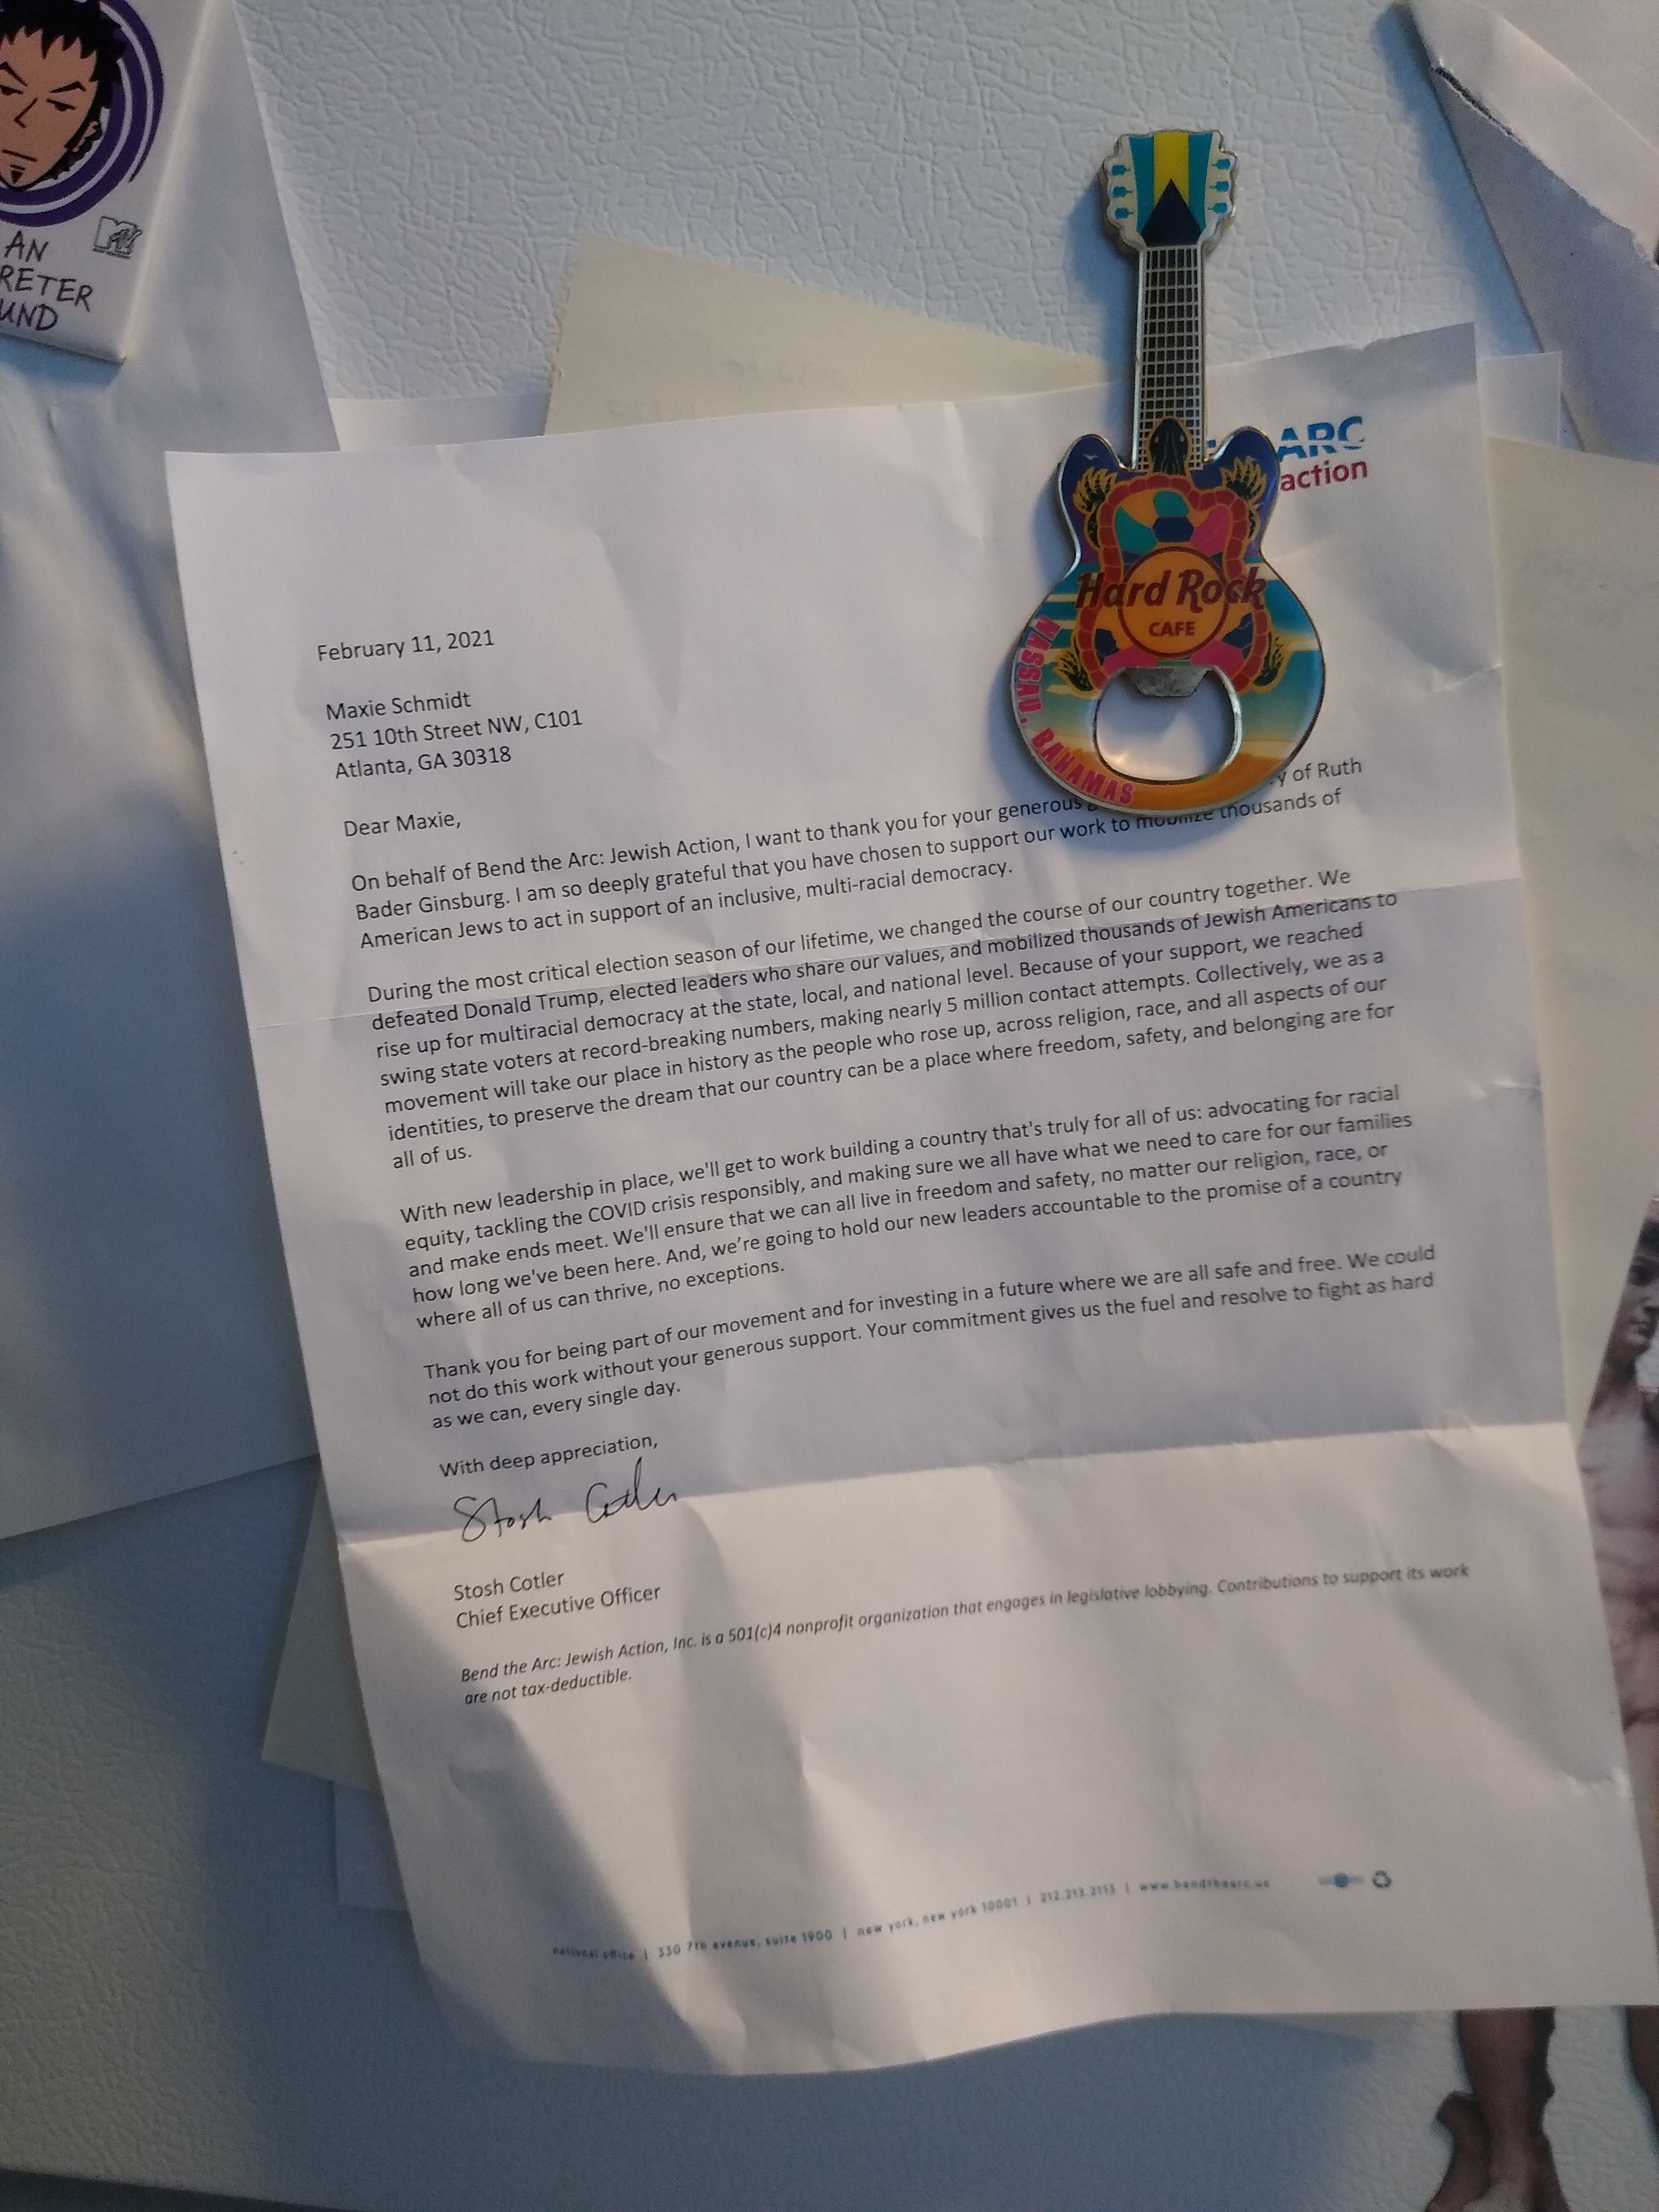 AN
MTV
RETER
UND
ARC
action
Hard Rock
CAFE
NASSAU, BAHAMAS
February 11, 2021
Maxie Schmidt
251 10th Street NW, C101
Atlanta, GA 30318
Dear Maxie,
On behalf of Bend the Arc: Jewish Action, I want to thank you for your generous y of Ruth
Bader Ginsburg. I am so deeply grateful that you have chosen to support our work to mobilize thousands of
American Jews to act in support of an inclusive, multi-racial democracy.
During the most critical election season of our lifetime, we changed the course of our country together. We
defeated Donald Trump, elected leaders who share our values, and mobilized thousands of Jewish Americans to
rise up for multiracial democracy at the state, local, and national level. Because of your support, we reached
swing state voters at record-breaking numbers, making nearly 5 million contact attempts. Collectively, we as a
movement will take our place in history as the people who rose up, across religion, race, and all aspects of our
identities, to preserve the dream that our country can be a place where freedom, safety, and belonging are for
all of us.
With new leadership in place, we'll get to work building a country that's truly for all of us: advocating for racial
equity, tackling the COVID crisis responsibly, and making sure we all have what we need to care for our families
and make ends meet. We'll ensure that we can all live in freedom and safety, no matter our religion, race, or
how long we've been here. And, we’re going to hold our new leaders accountable to the promise of a country
where all of us can thrive, no exceptions.
Thank you for being part of our movement and for investing in a future where we are all safe and free. We could
not do this work without your generous support. Your commitment gives us the fuel and resolve to fight as hard
as we can, every single day.
With deep appreciation,
Stosh Cotler
Stosh Cotler
Chief Executive Officer
Bend the Arc: Jewish Action, Inc. is a 501(c)4 nonprofit organization that engages in legislative lobbying. Contributions to support its work
are not tax-deductible.
national office | 330 7th avenue, suite 1900 | new york, new york 10001 | 212.213.2113 | www.bendthearc.us